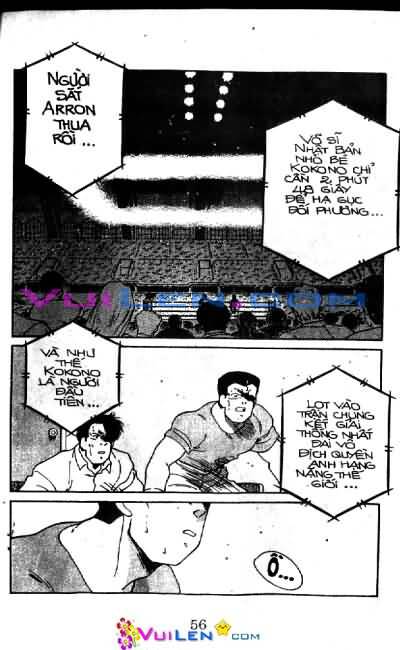 NGƯỜI
SẮT
ARRON
THUA
RỒI ...
VÕ SĨ
NHẬT BẢN
NHỎ BÉ
KOKONO CHỈ
CẦN 2 PHÚT
48 GIÂY
ĐỂ HẠ GỤC
ĐỐI PHƯƠNG...
VUILEN.COM
VÀ NHƯ
THẾ
KOKONO
LÀ NGƯỜI
ĐẦU
TIÊN ...
LỌT VÀO
TRẬN CHUNG
KẾT GIẢI
THỐNG NHẤT
ĐAI VÔ
ĐỊCH QUYỀN
ANH HẠNG
NẶNG THẾ
GIỚI ...
Ồ...
56
VUILEN.COM